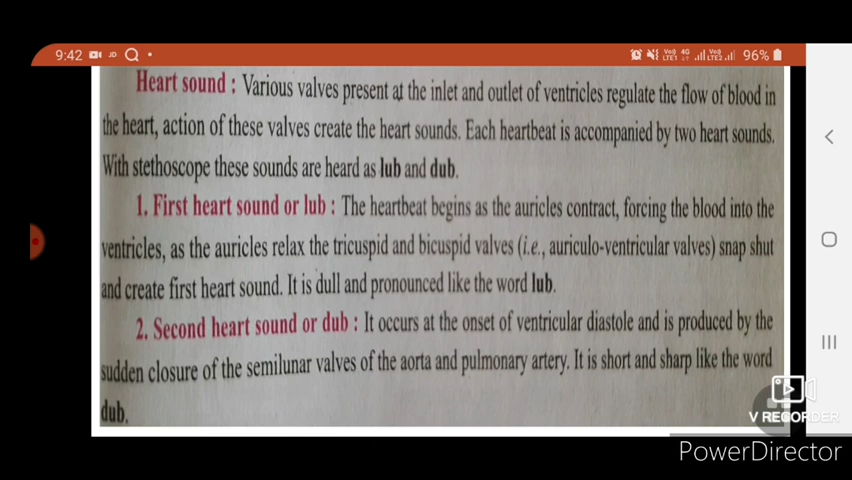 9:42 JD 4G 96%
Heart sound : Various valves present at the inlet and outlet of ventricles regulate the flow of blood in
the heart, action of these valves create the heart sounds. Each heartbeat is accompanied by two heart sounds.
With stethoscope these sounds are heard as lub and dub.
1. First heart sound or lub : The heartbeat begins as the auricles contract, forcing the blood into the
ventricles, as the auricles relax the tricuspid and bicuspid valves (i.e., auriculo-ventricular valves) snap shut
and create first heart sound. It is dull and pronounced like the word lub.
2. Second heart sound or dub : It occurs at the onset of ventricular diastole and is produced by the
sudden closure of the semilunar valves of the aorta and pulmonary artery. It is short and sharp like the word
dub.
V RECORDER
PowerDirector